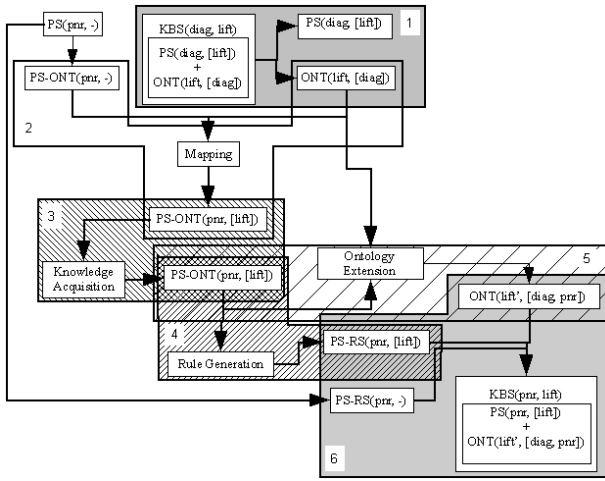 PS(pnr, -)
KBS(diag, lift)
PS(diag, [lift])
+
ONT(lift, [diag])
PS(diag, [lift])
1
PS-ONT(pnr, -)
ONT(lift, [diag])
2
Mapping
3
PS-ONT(pnr, [lift])
Knowledge
Acquisition
PS-ONT(pnr, [lift])
Ontology
Extension
5
ONT(lift', [diag, pnr])
4
Rule Generation
PS-RS(pnr, [lift])
PS-RS(pnr, -)
KBS(pnr, lift)
PS(pnr, [lift])
+
ONT(lift', [diag, pnr])
6